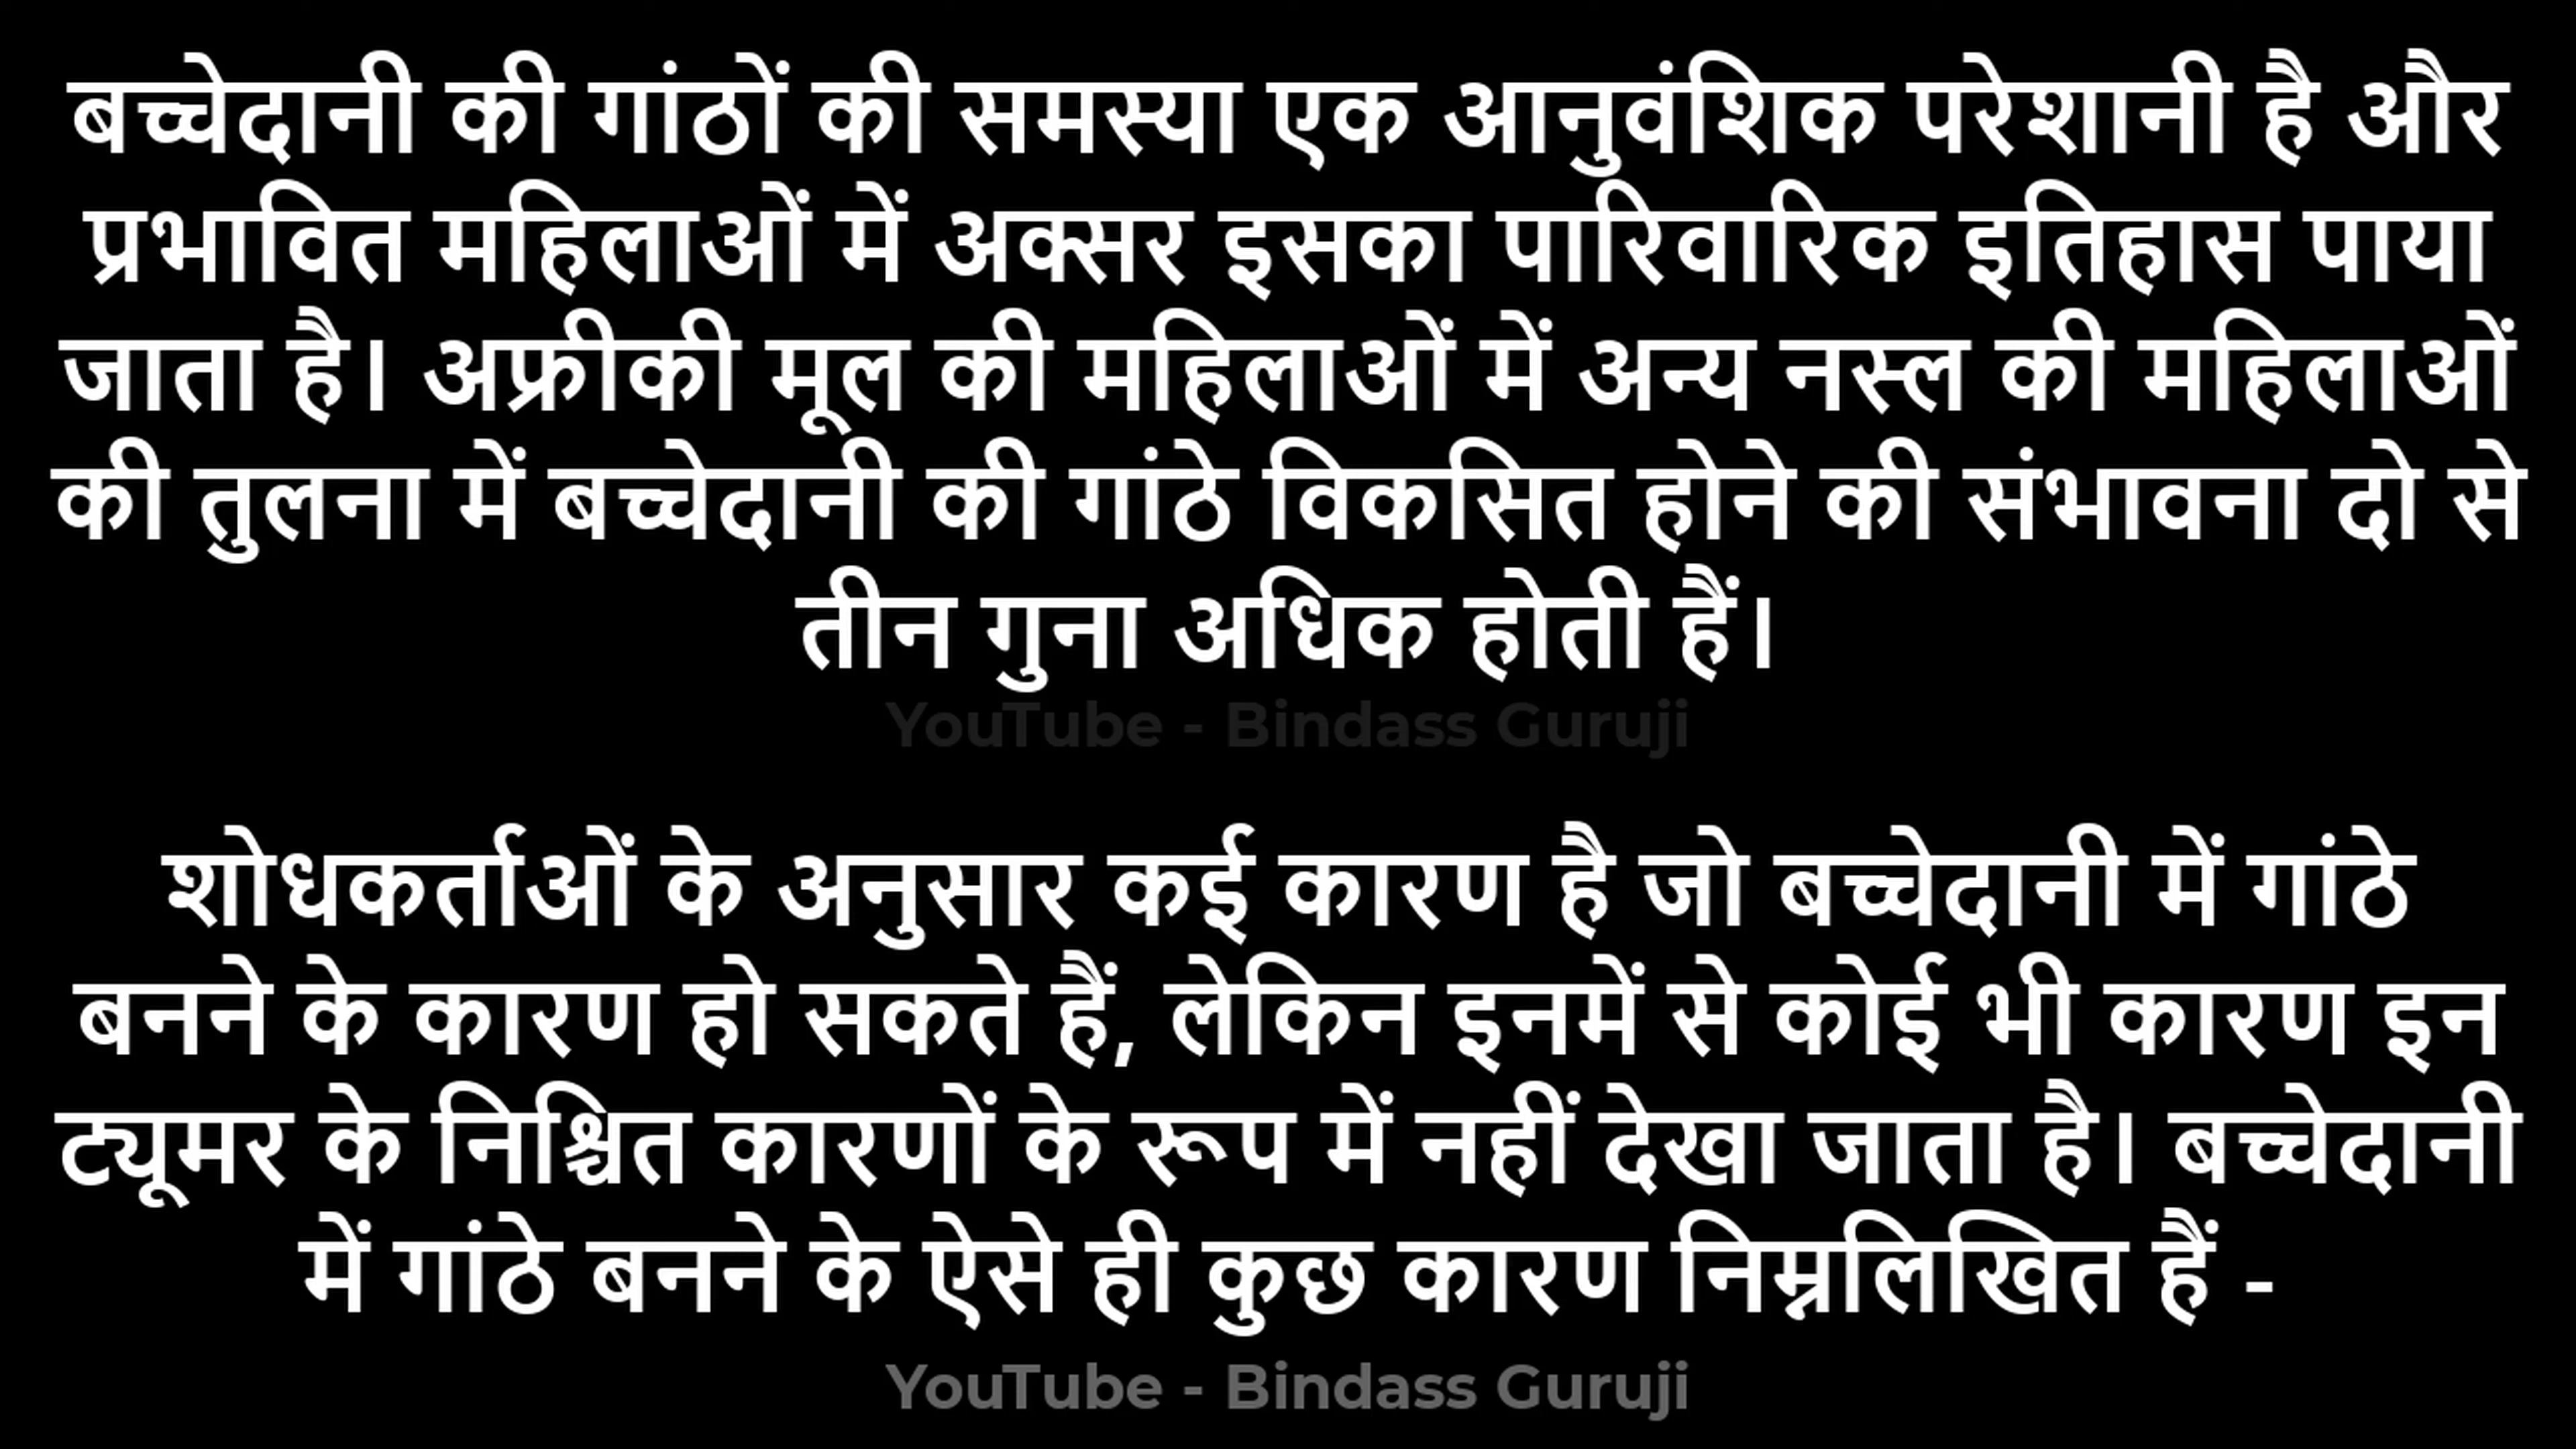 बच्चेदानी की गांठों की समस्या एक आनुवंशिक परेशानी है और
प्रभावित महिलाओं में अक्सर इसका पारिवारिक इतिहास पाया
जाता है। अफ्रीकी मूल की महिलाओं में अन्य नस्ल की महिलाओं
की तुलना में बच्चेदानी की गांठे विकसित होने की संभावना दो से
तीन गुना अधिक होती हैं।
YouTube - Bindass Guruji
शोधकर्ताओं के अनुसार कई कारण है जो बच्चेदानी में गांठे
बनने के कारण हो सकते हैं, लेकिन इनमें से कोई भी कारण इन
ट्यूमर के निश्चित कारणों के रूप में नहीं देखा जाता है। बच्चेदानी
में गांठे बनने के ऐसे ही कुछ कारण निम्नलिखित हैं -
YouTube - Bindass Guruji